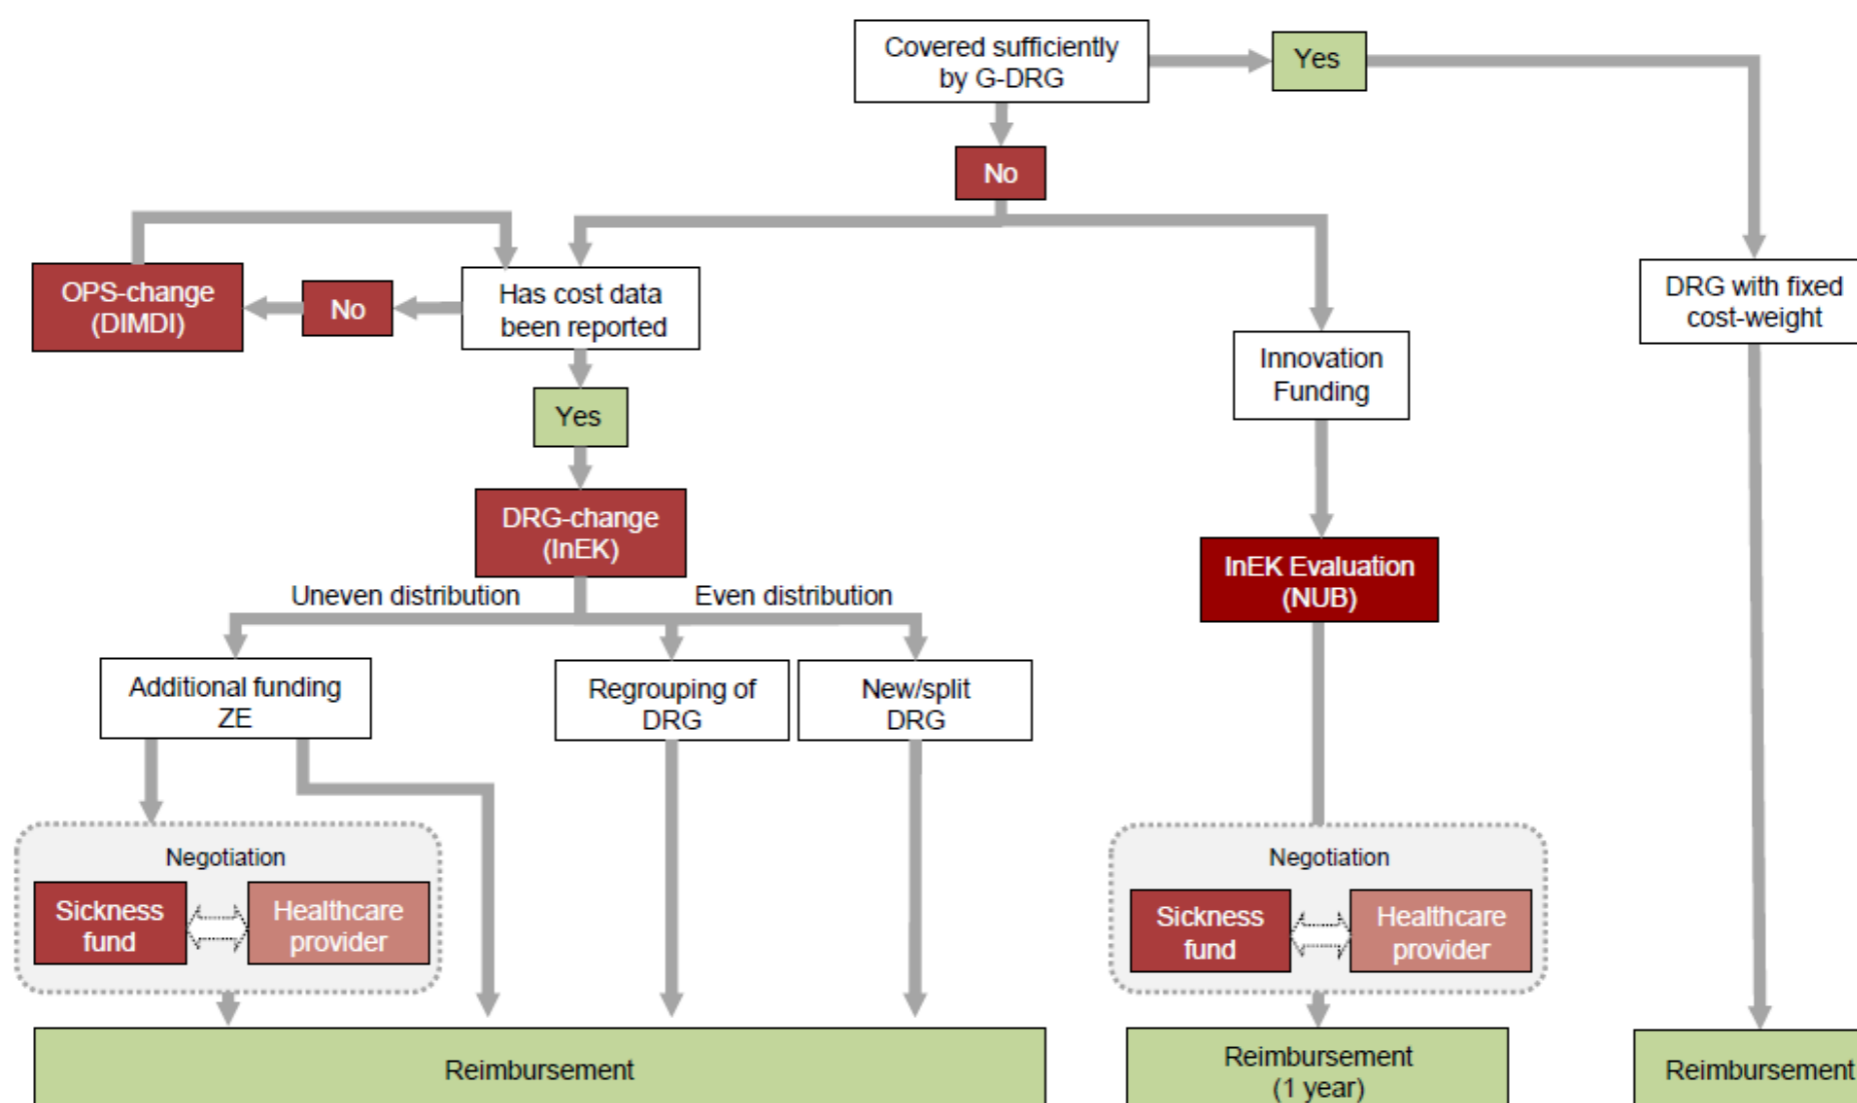 Covered sufficiently
by G-DRG
Yes
No
OPS-change
(DIMDI)
No
Has cost data
been reported
DRG with fixed
cost-weight
Innovation
Funding
Yes
DRG-change
(InEK)
InEK Evaluation
(NUB)
Uneven distribution
Even distribution
Additional funding
ZE
Regrouping of
DRG
New/split
DRG
Negotiation
Sickness
fund
Healthcare
provider
Negotiation
Sickness
fund
Healthcare
provider
Reimbursement
Reimbursement
(1 year)
Reimbursement